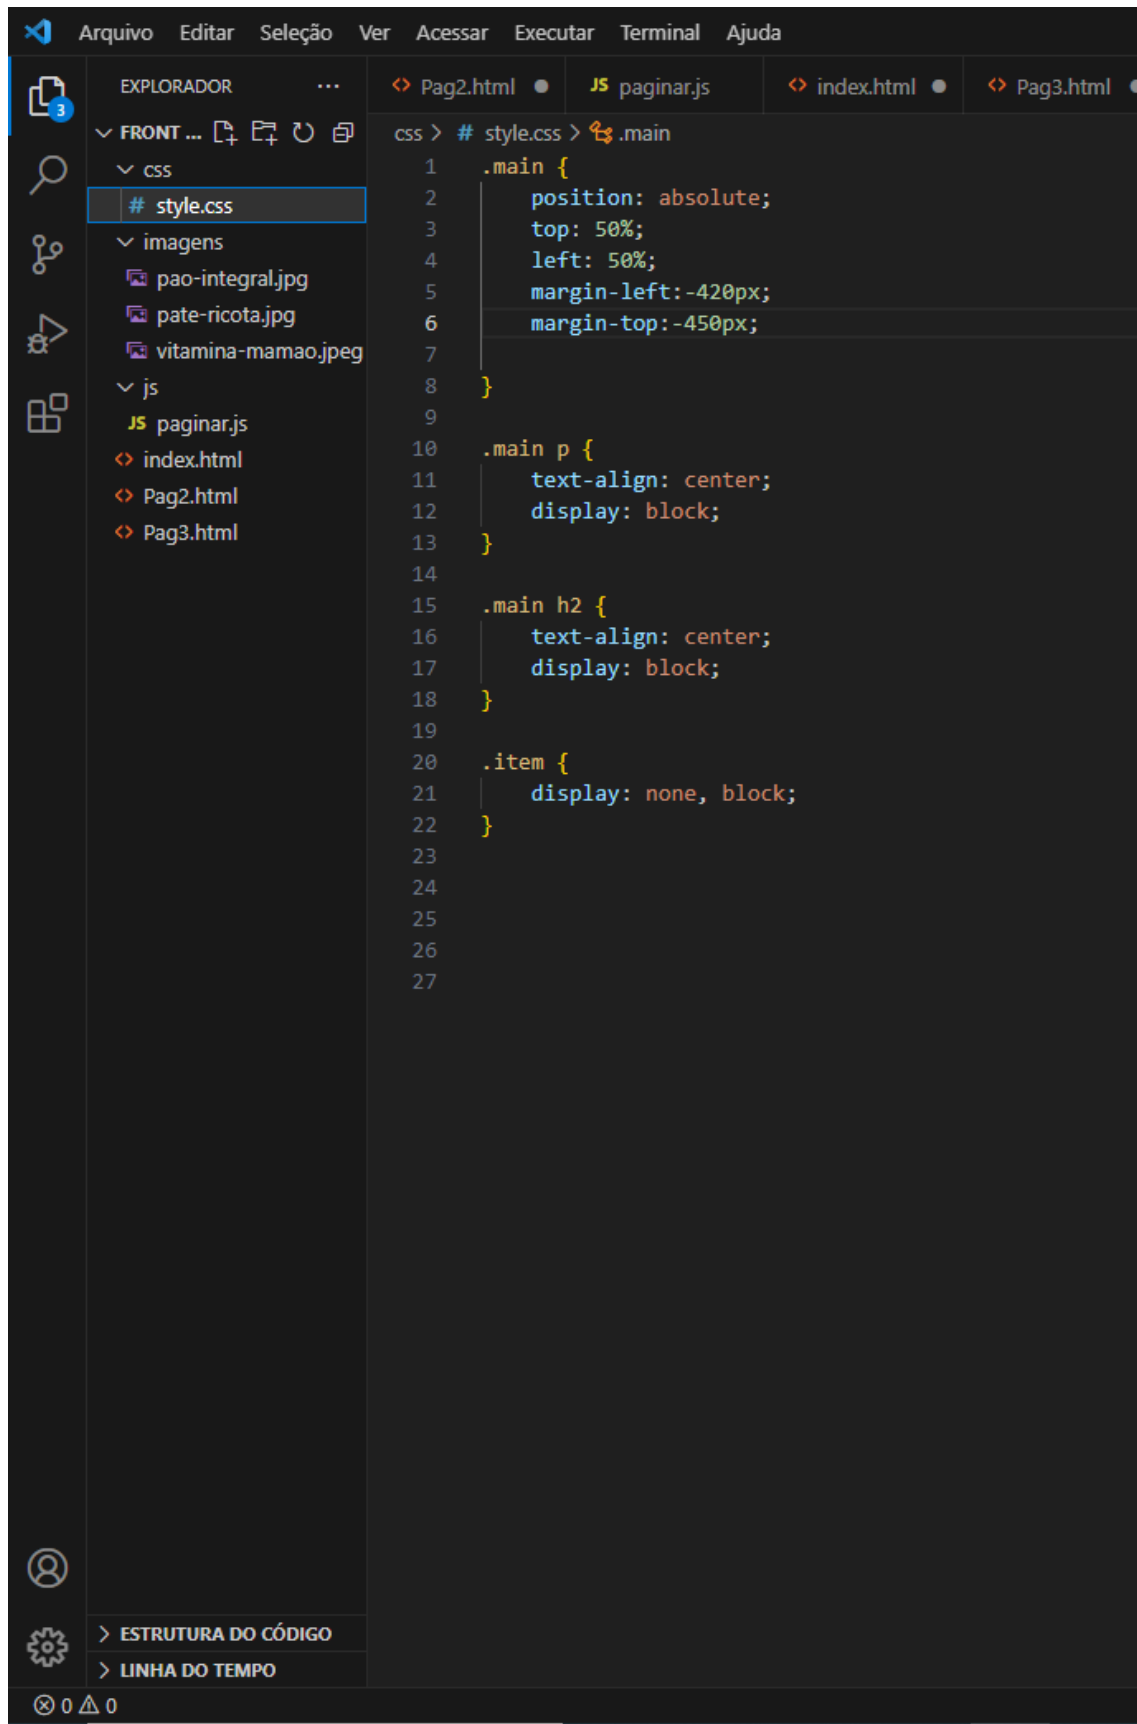 Arquivo Editar Seleção Ver Acessar Executar Terminal Ajuda
EXPLORADOR ...
3
FRONT ...
css
# style.css
imagens
pao-integral.jpg
pate-ricota.jpg
vitamina-mamao.jpeg
js
JS paginar.js
<> index.html
<> Pag2.html
<> Pag3.html
ESTRUTURA DO CÓDIGO
LINHA DO TEMPO
<> Pag2.html ● JS paginar.js <> index.html ● <> Pag3.html ●
css > # style.css > .main
1 .main {
2 position: absolute;
3 top: 50%;
4 left: 50%;
5 margin-left:-420px;
6 margin-top:-450px;
7
8 }
9
10 .main p {
11 text-align: center;
12 display: block;
13 }
14
15 .main h2 {
16 text-align: center;
17 display: block;
18 }
19
20 .item {
21 display: none, block;
22 }
23
24
25
26
27
0 0